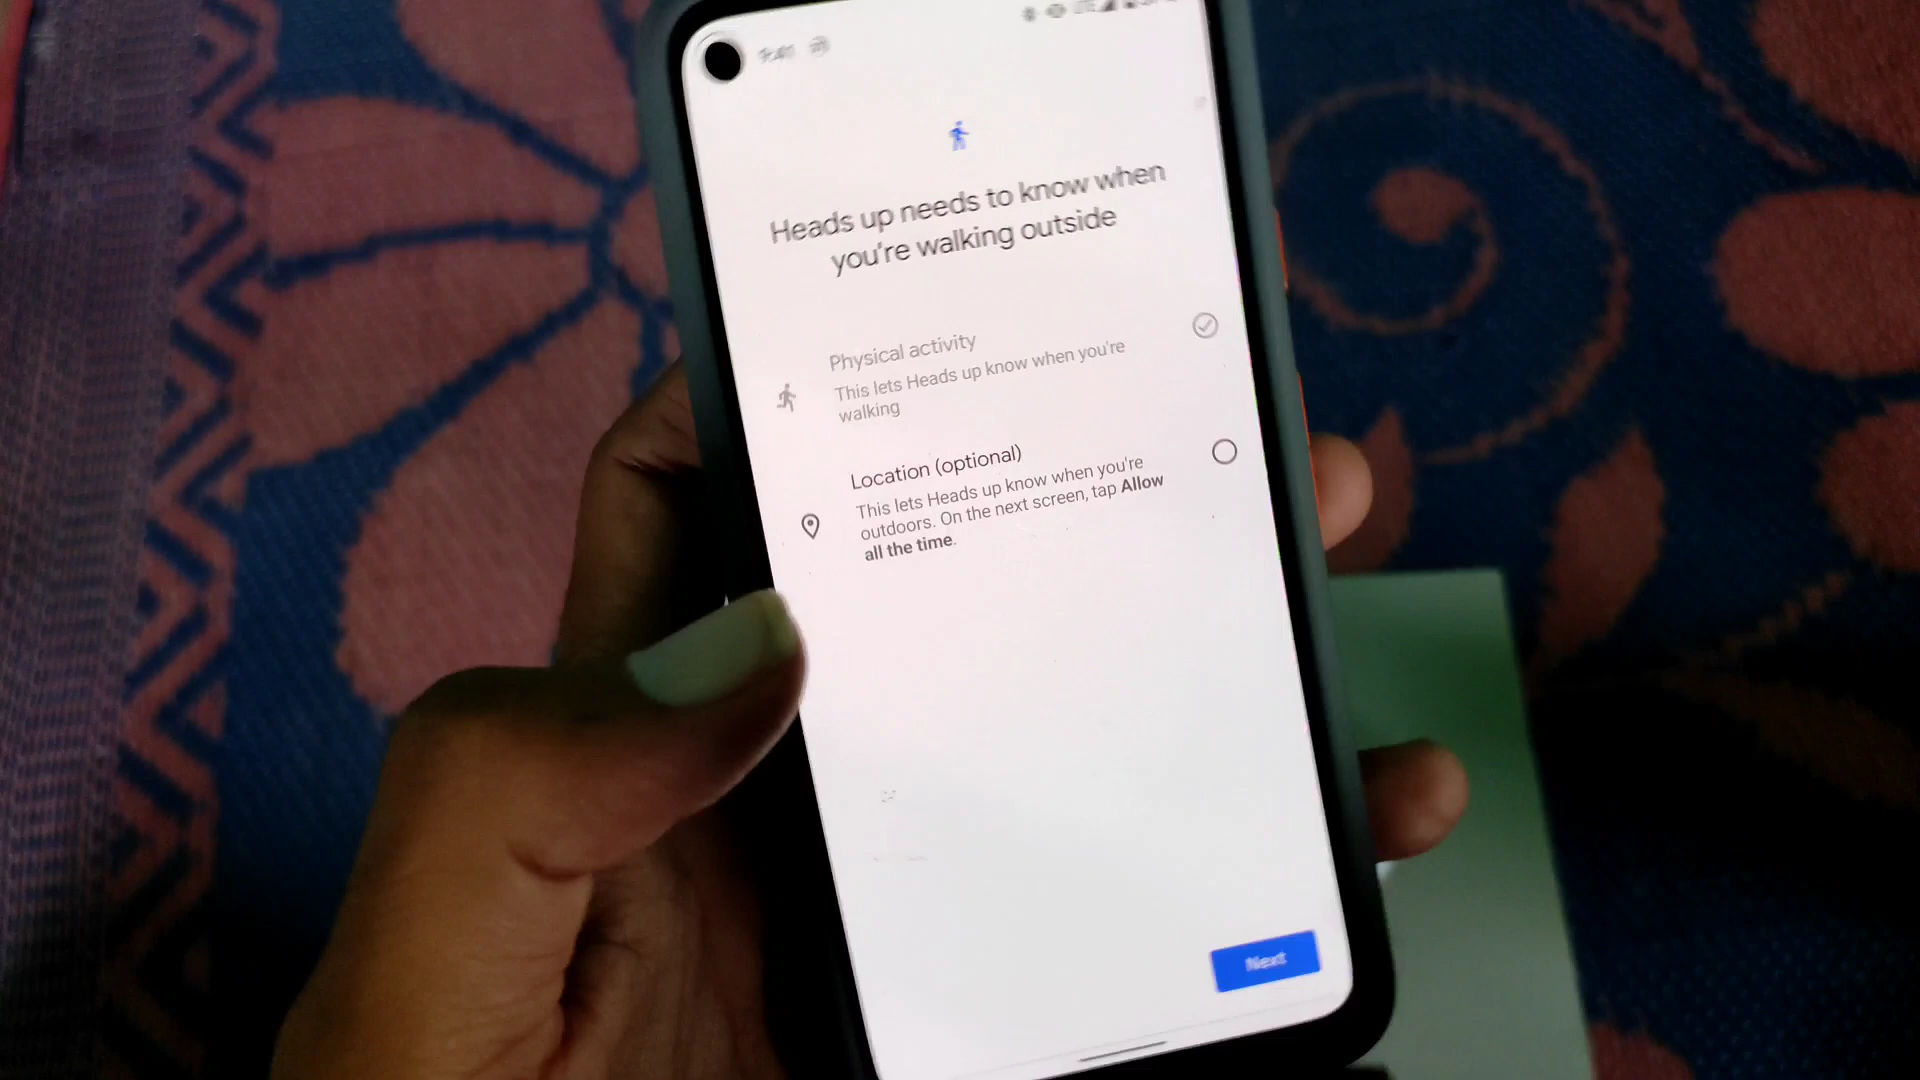 9:41
Heads up needs to know when
you're walking outside
Physical activity
This lets Heads up know when you're
walking
Location (optional)
This lets Heads up know when you're
outdoors. On the next screen, tap Allow
all the time.
Next